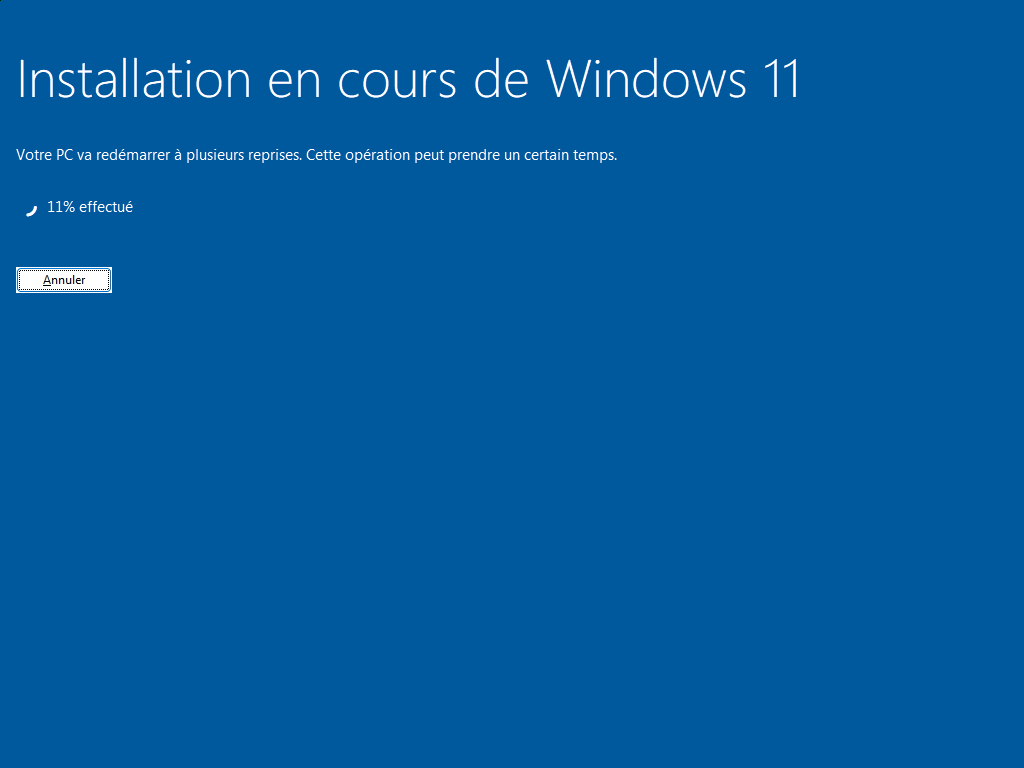 Installation en cours de Windows 11
Votre PC va redémarrer à plusieurs reprises. Cette opération peut prendre un certain temps.
11% effectué
Annuler